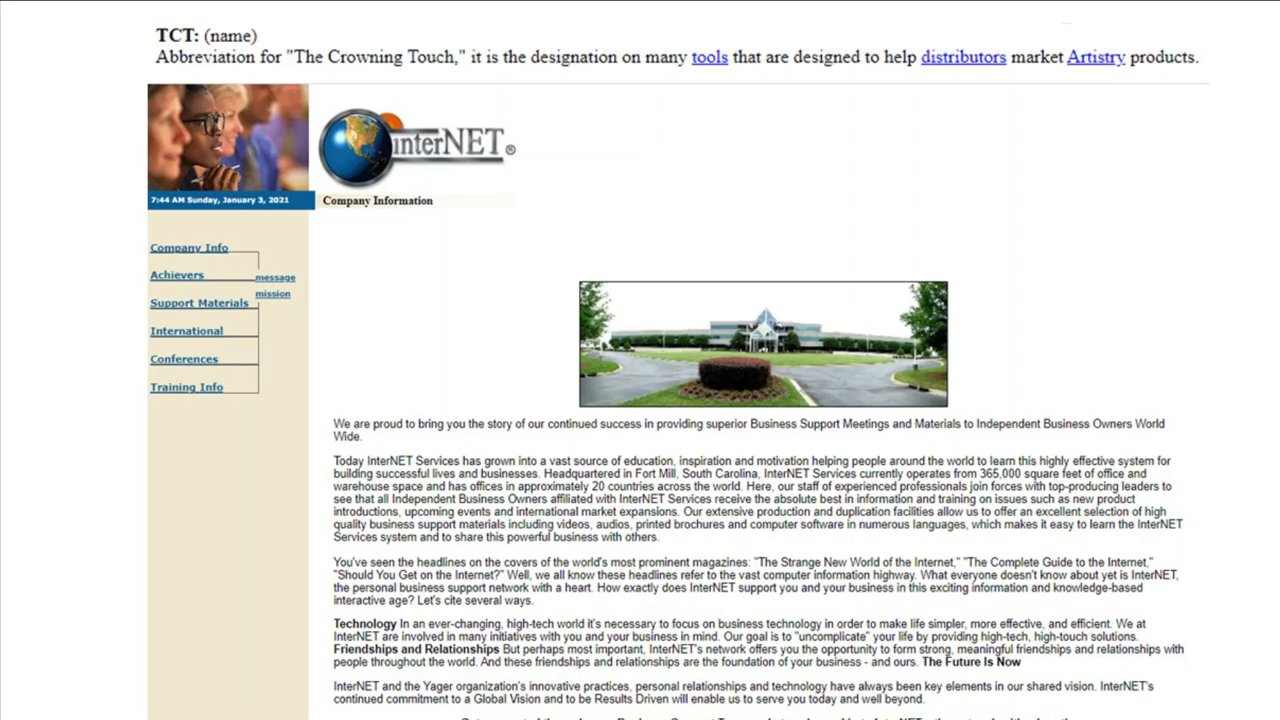 TCT: (name)
Abbreviation for "The Crowning Touch," it is the designation on many tools that are designed to help distributors market Artistry products.
interNET®
7:44 AM Sunday, January 3, 2021
Company Information
Company Info
Achievers
message
mission
Support Materials
International
Conferences
Training Info
We are proud to bring you the story of our continued success in providing superior Business Support Meetings and Materials to Independent Business Owners World
Wide.
Today InterNET Services has grown into a vast source of education, inspiration and motivation helping people around the world to learn this highly effective system for
building successful lives and businesses. Headquartered in Fort Mill, South Carolina, InterNET Services currently operates from 365,000 square feet of office and
warehouse space and has offices in approximately 20 countries across the world. Here, our staff of experienced professionals join forces with top-producing leaders to
see that all Independent Business Owners affiliated with InterNET Services receive the absolute best in information and training on issues such as new product
introductions, upcoming events and international market expansions. Our extensive production and duplication facilities allow us to offer an excellent selection of high
quality business support materials including videos, audios, printed brochures and computer software in numerous languages, which makes it easy to learn the InterNET
Services system and to share this powerful business with others.
You've seen the headlines on the covers of the world's most prominent magazines: "The Strange New World of the Internet," "The Complete Guide to the Internet,"
"Should You Get on the Internet?" Well, we all know these headlines refer to the vast computer information highway. What everyone doesn't know about yet is InterNET,
the personal business support network with a heart. How exactly does InterNET support you and your business in this exciting information and knowledge-based
interactive age? Let's cite several ways.
Technology In an ever-changing, high-tech world it's necessary to focus on business technology in order to make life simpler, more effective, and efficient. We at
InterNET are involved in many initiatives with you and your business in mind. Our goal is to "uncomplicate" your life by providing high-tech, high-touch solutions.
Friendships and Relationships But perhaps most important, InterNET's network offers you the opportunity to form strong, meaningful friendships and relationships with
people throughout the world. And these friendships and relationships are the foundation of your business - and ours. The Future Is Now
InterNET and the Yager organization's innovative practices, personal relationships and technology have always been key elements in our shared vision. InterNET's
continued commitment to a Global Vision and to be Results Driven will enable us to serve you today and well beyond.